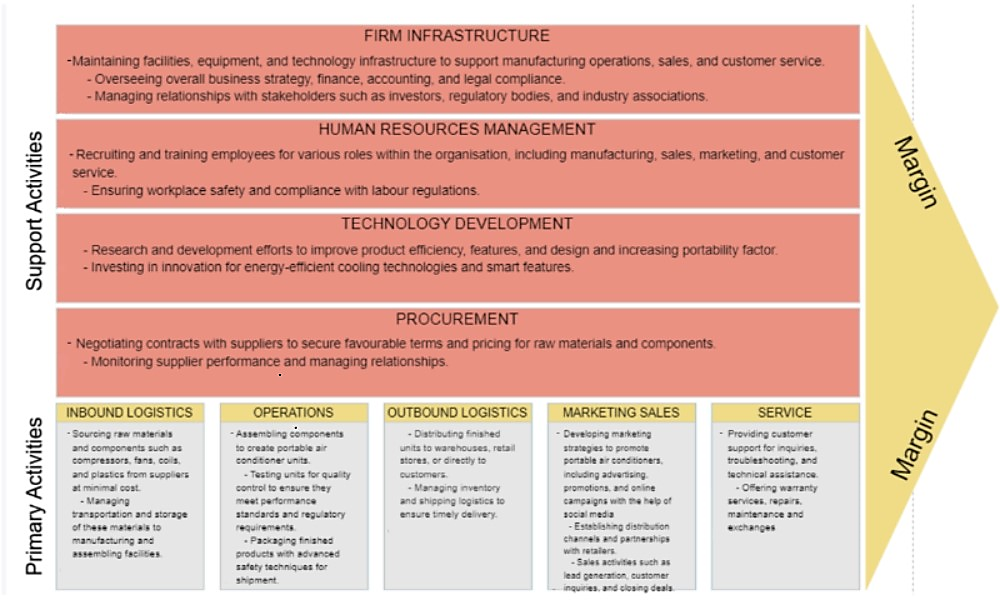 FIRM INFRASTRUCTURE
-Maintaining facilities, equipment, and technology infrastructure to support manufacturing operations, sales, and customer service.
- Overseeing overall business strategy, finance, accounting, and legal compliance.
- Managing relationships with stakeholders such as investors, regulatory bodies, and industry associations.
HUMAN RESOURCES MANAGEMENT
- Recruiting and training employees for various roles within the organisation, including manufacturing, sales, marketing, and customer
service.
- Ensuring workplace safety and compliance with labour regulations.
TECHNOLOGY DEVELOPMENT
- Research and development efforts to improve product efficiency, features, and design and increasing portability factor.
- Investing in innovation for energy-efficient cooling technologies and smart features.
PROCUREMENT
- Negotiating contracts with suppliers to secure favourable terms and pricing for raw materials and components.
- Monitoring supplier performance and managing relationships.
Support Activities
Margin
Primary Activities
INBOUND LOGISTICS
- Sourcing raw materials
and components such as
compressors, fans, coils,
and plastics from suppliers
at minimal cost.
- Managing
transportation and storage
of these materials to
manufacturing and
assembling facilities.
OPERATIONS
- Assembling components
to create portable air
conditioner units.
- Testing units for quality
control to ensure they
meet performance
standards and regulatory
requirements.
- Packaging finished
products with advanced
safety techniques for
shipment.
OUTBOUND LOGISTICS
- Distributing finished
units to warehouses, retail
stores, or directly to
customers.
- Managing inventory
and shipping logistics to
ensure timely delivery.
MARKETING SALES
- Developing marketing
strategies to promote
portable air conditioners,
including advertising,
promotions, and online
campaigns with the help of
social media
- Establishing distribution
channels and partnerships
with retailers.
- Sales activities such as
lead generation, customer
inquiries, and closing deals.
SERVICE
- Providing customer
support for inquiries,
troubleshooting, and
technical assistance.
- Offering warranty
services, repairs,
maintenance and
exchanges
Margin